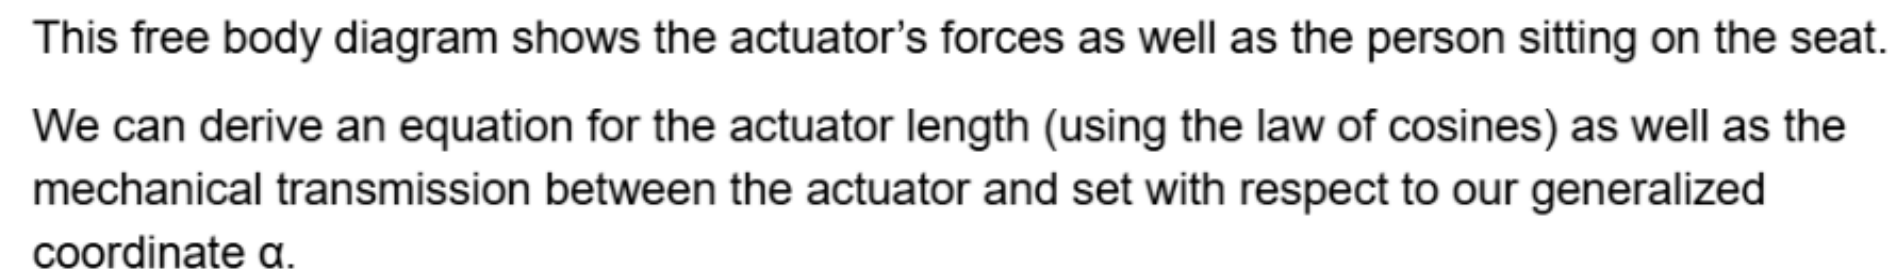 This free body diagram shows the actuator’s forces as well as the person sitting on the seat.
We can derive an equation for the actuator length (using the law of cosines) as well as the
mechanical transmission between the actuator and set with respect to our generalized
coordinate α.